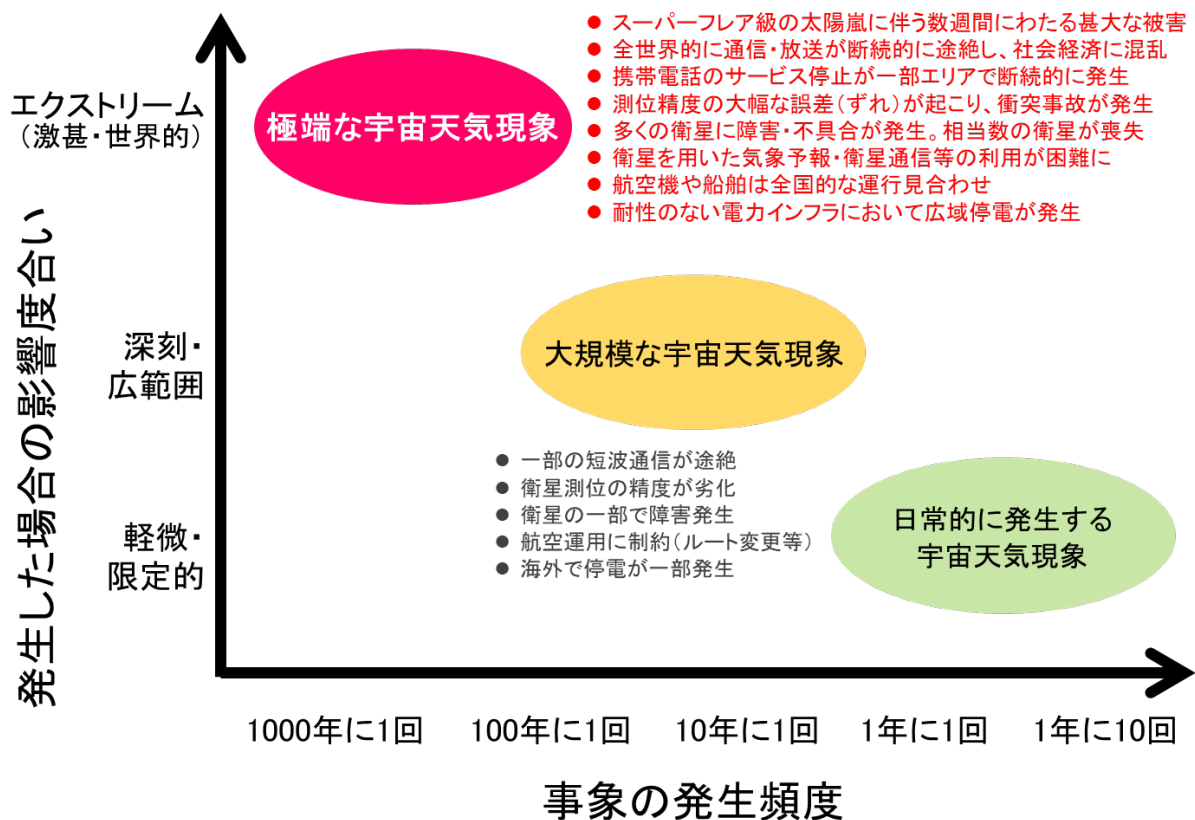 発生した場合の影響度合い
エクストリーム
（激甚・世界的）
極端な宇宙天気現象
● スーパーフレア級の太陽嵐に伴う数週間にわたる甚大な被害
● 全世界的に通信・放送が断続的に途絶し、社会経済に混乱
● 携帯電話のサービス停止が一部エリアで断続的に発生
● 測位精度の大幅な誤差（ずれ）が起こり、衝突事故が発生
● 多くの衛星に障害・不具合が発生。相当数の衛星が喪失
● 衛星を用いた気象予報・衛星通信等の利用が困難に
● 航空機や船舶は全国的な運行見合わせ
● 耐性のない電力インフラにおいて広域停電が発生
深刻・
広範囲
大規模な宇宙天気現象
● 一部の短波通信が途絶
● 衛星測位の精度が劣化
● 衛星の一部で障害発生
● 航空運用に制約（ルート変更等）
● 海外で停電が一部発生
軽微・
限定的
日常的に発生する
宇宙天気現象
1000年に1回 100年に1回 10年に1回 1年に1回 1年に10回
事象の発生頻度